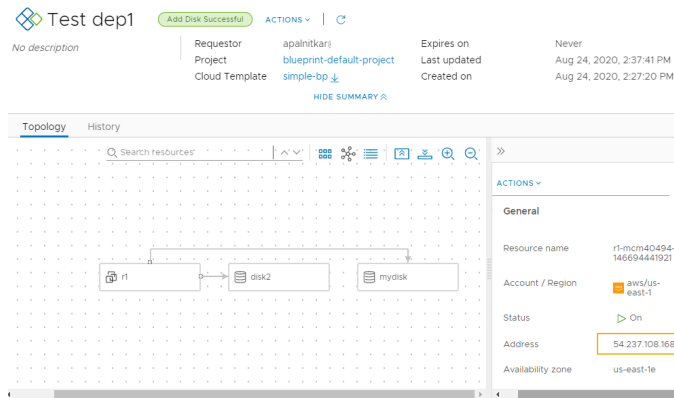 Test dep1
Add Disk Successful
ACTIONS
No description
Requestor apalnitkar
Expires on Never
Project blueprint-default-project
Last updated Aug 24, 2020, 2:37:41 PM
Cloud Template simple-bp
Created on Aug 24, 2020, 2:27:20 PM
HIDE SUMMARY
Topology History
Search resources
ACTIONS
General
Resource name r1-mcm40494-
146694441921
r1
disk2
mydisk
Account / Region aws/us-
east-1
Status On
Address 54.237.108.168
Availability zone us-east-1e